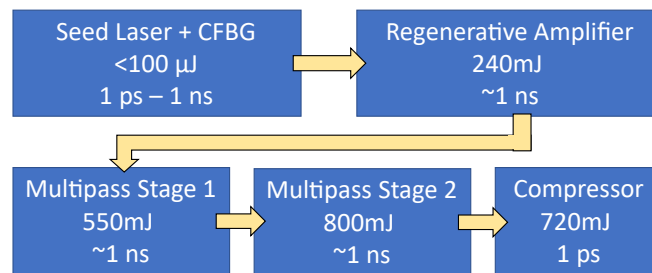 Seed Laser + CFBG
<100 µJ
1 ps – 1 ns
Regenerative Amplifier
240mJ
~1 ns
Multipass Stage 1
550mJ
~1 ns
Multipass Stage 2
800mJ
~1 ns
Compressor
720mJ
1 ps